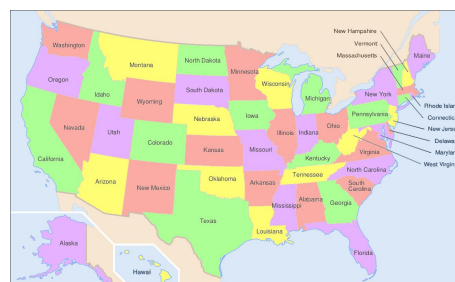 New Hampshire
Vermont
Massachusetts
Maine
Washington
Montana
North Dakota
Minnesota
Oregon
Idaho
Wyoming
South Dakota
Wisconsin
Michigan
New York
Rhode Islan
Connectic
New Jerse
Delawa
Marylan
West Virgin
Nevada
Utah
Colorado
Nebraska
Iowa
Illinois
Indiana
Ohio
Pennsylvania
California
Kansas
Missouri
Kentucky
Virginia
Arizona
New Mexico
Oklahoma
Arkansas
Tennessee
North Carolina
South
Carolina
Texas
Louisiana
Mississippi
Alabama
Georgia
Florida
Alaska
Hawaii